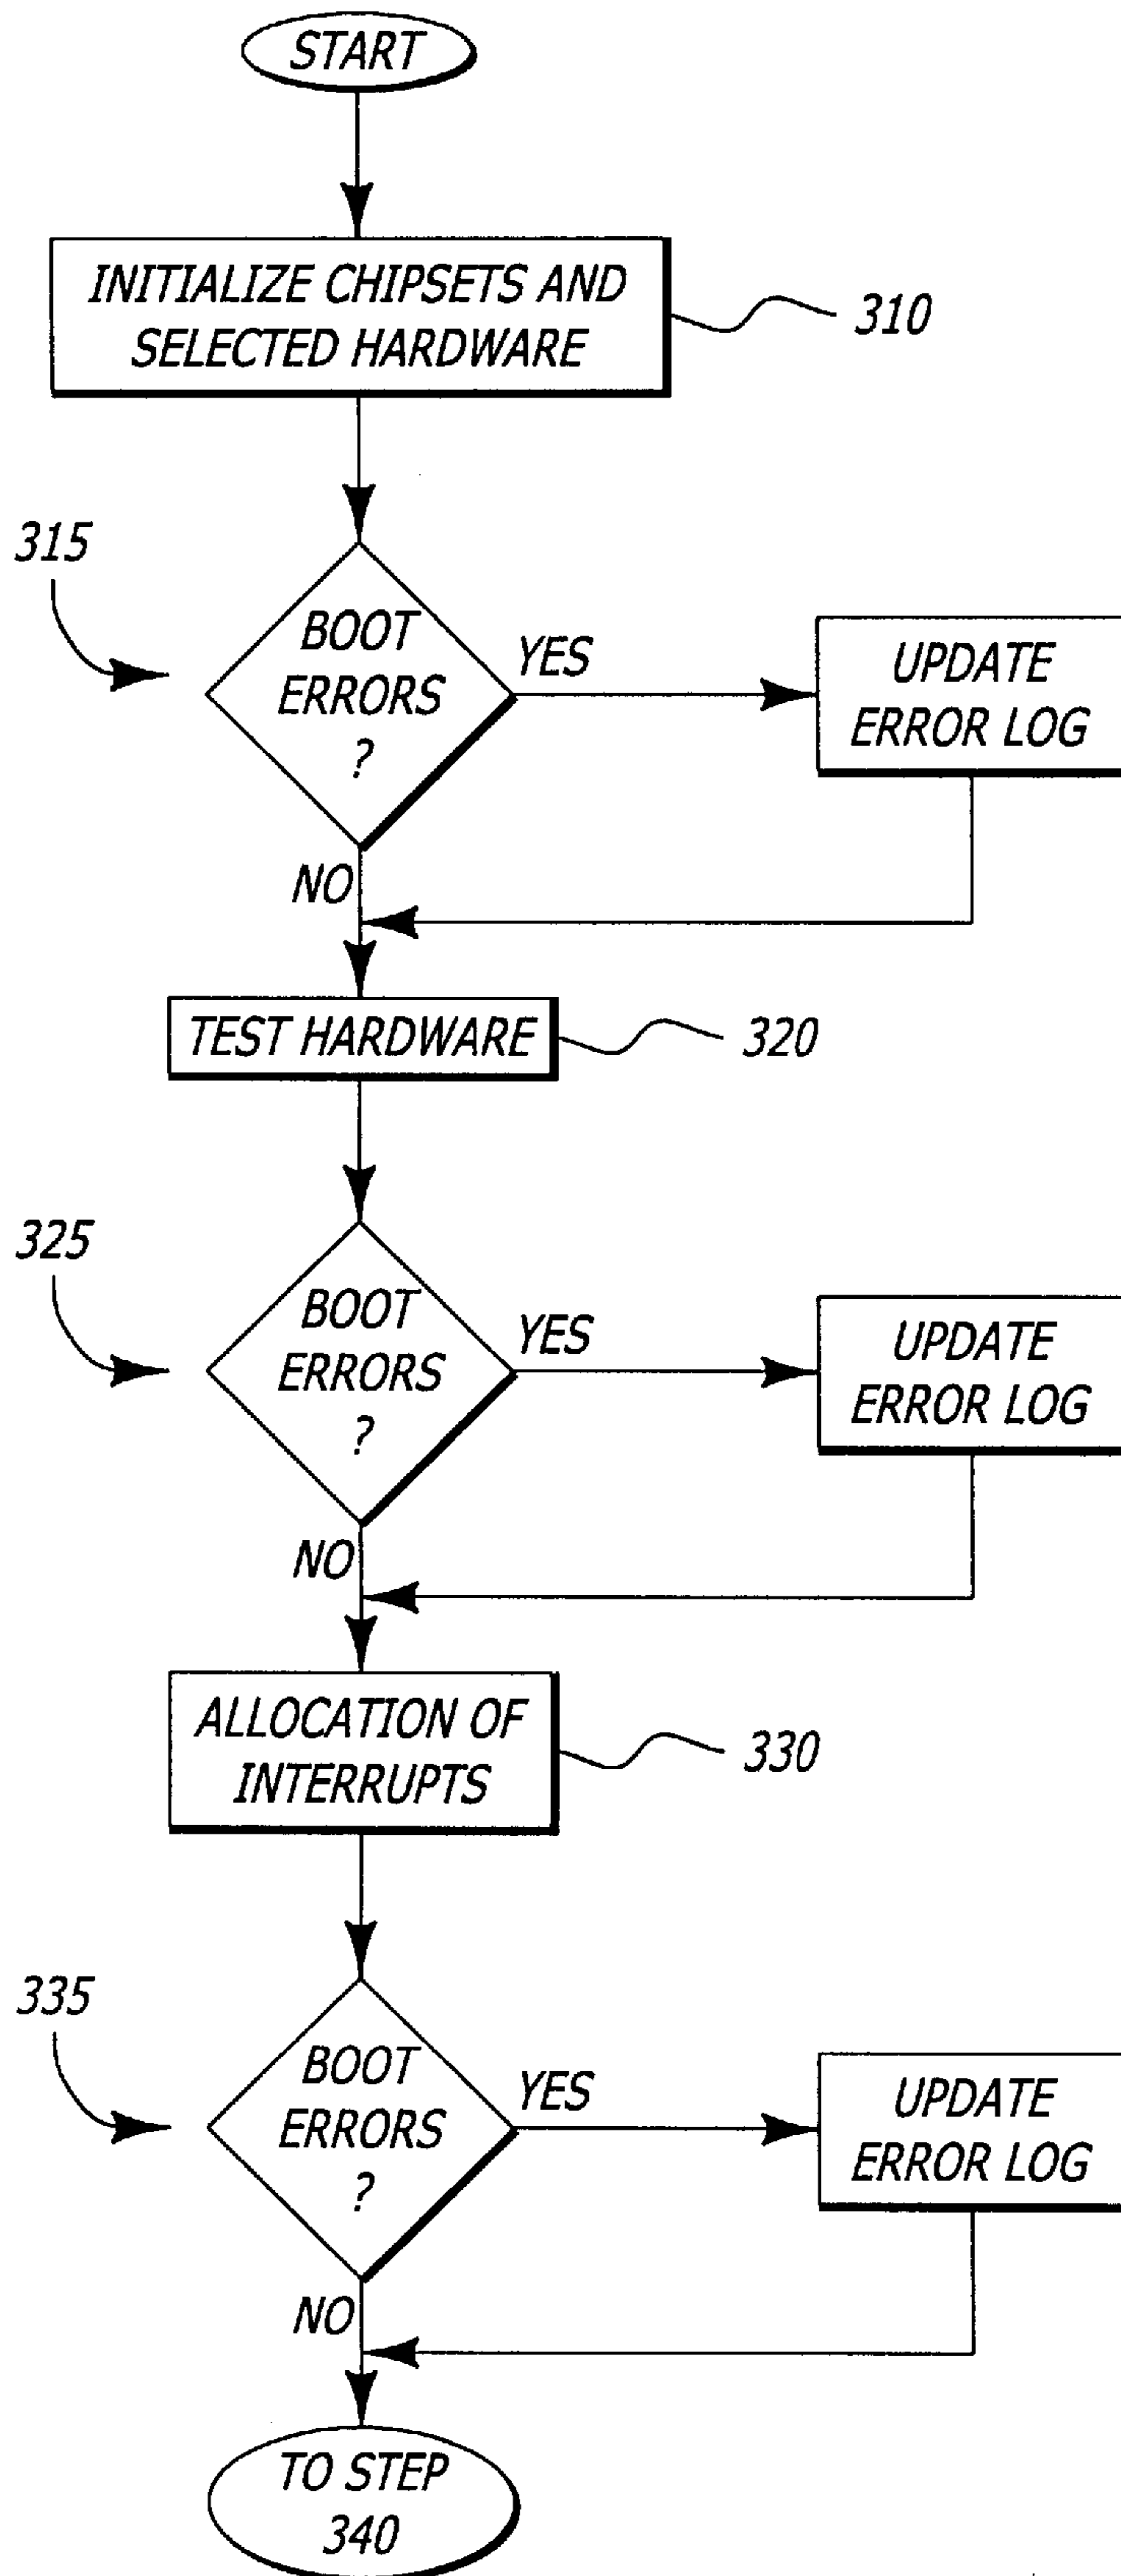 START
INITIALIZE CHIPSETS AND
SELECTED HARDWARE
310
315
BOOT
ERRORS
?
YES
UPDATE
ERROR LOG
NO
TEST HARDWARE
320
325
BOOT
ERRORS
?
YES
UPDATE
ERROR LOG
NO
ALLOCATION OF
INTERRUPTS
330
335
BOOT
ERRORS
?
YES
UPDATE
ERROR LOG
NO
TO STEP
340